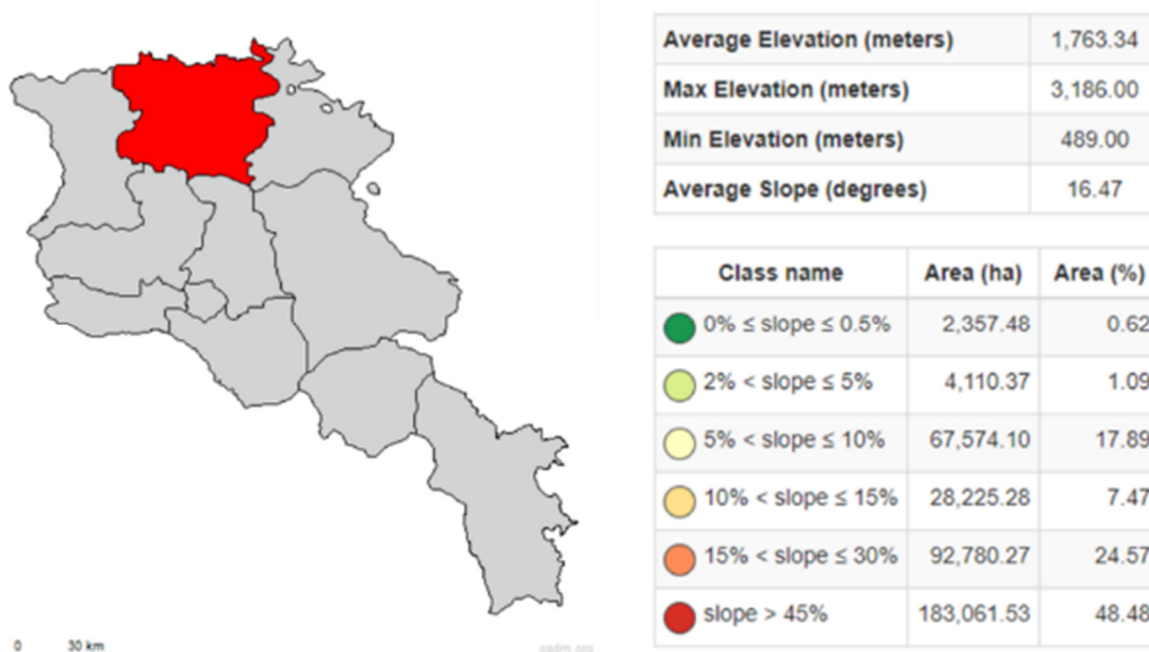 Average Elevation (meters) 1,763.34
Max Elevation (meters) 3,186.00
Min Elevation (meters) 489.00
Average Slope (degrees) 16.47
Class name Area (ha) Area (%)
0% ≤ slope ≤ 0.5% 2,357.48 0.62
2% < slope ≤ 5% 4,110.37 1.09
5% < slope ≤ 10% 67,574.10 17.89
10% < slope ≤ 15% 28,225.28 7.47
15% < slope ≤ 30% 92,780.27 24.57
slope > 45% 183,061.53 48.48
0 30 km
gadm.org